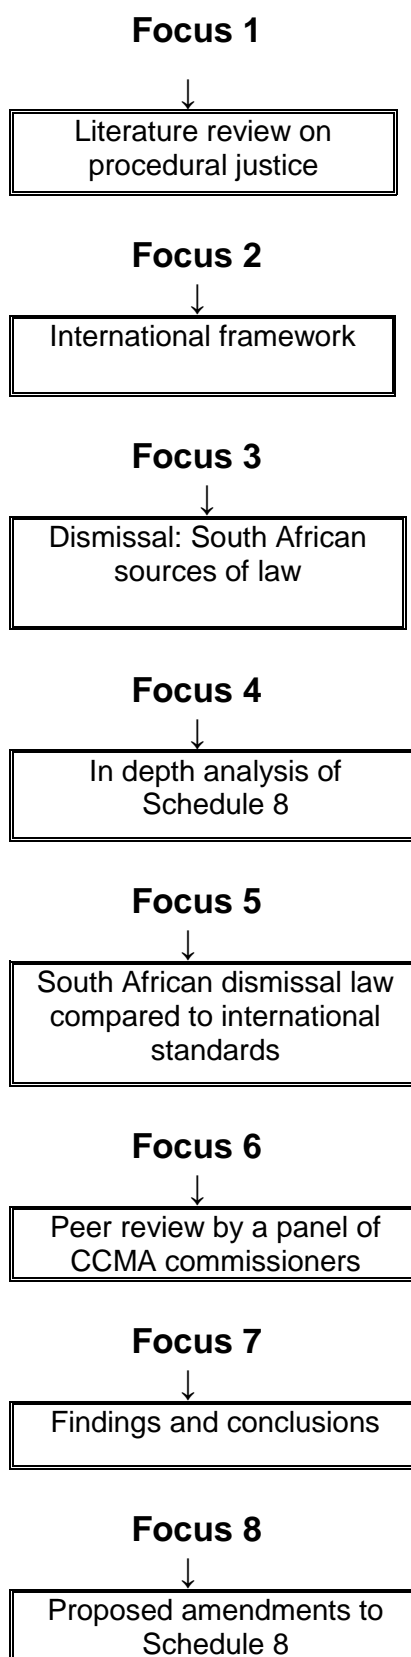 Focus 1
↓
Literature review on
procedural justice
Focus 2
↓
International framework
Focus 3
↓
Dismissal: South African
sources of law
Focus 4
↓
In depth analysis of
Schedule 8
Focus 5
↓
South African dismissal law
compared to international
standards
Focus 6
↓
Peer review by a panel of
CCMA commissioners
Focus 7
↓
Findings and conclusions
Focus 8
↓
Proposed amendments to
Schedule 8